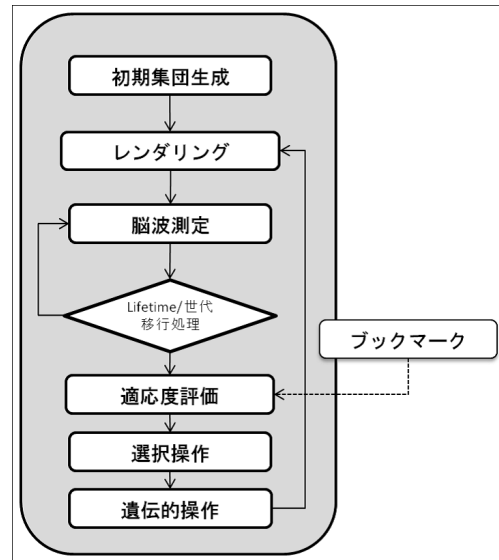 初期集団生成
レンダリング
脳波測定
Lifetime/世代
移行処理
ブックマーク
適応度評価
選択操作
遺伝的操作